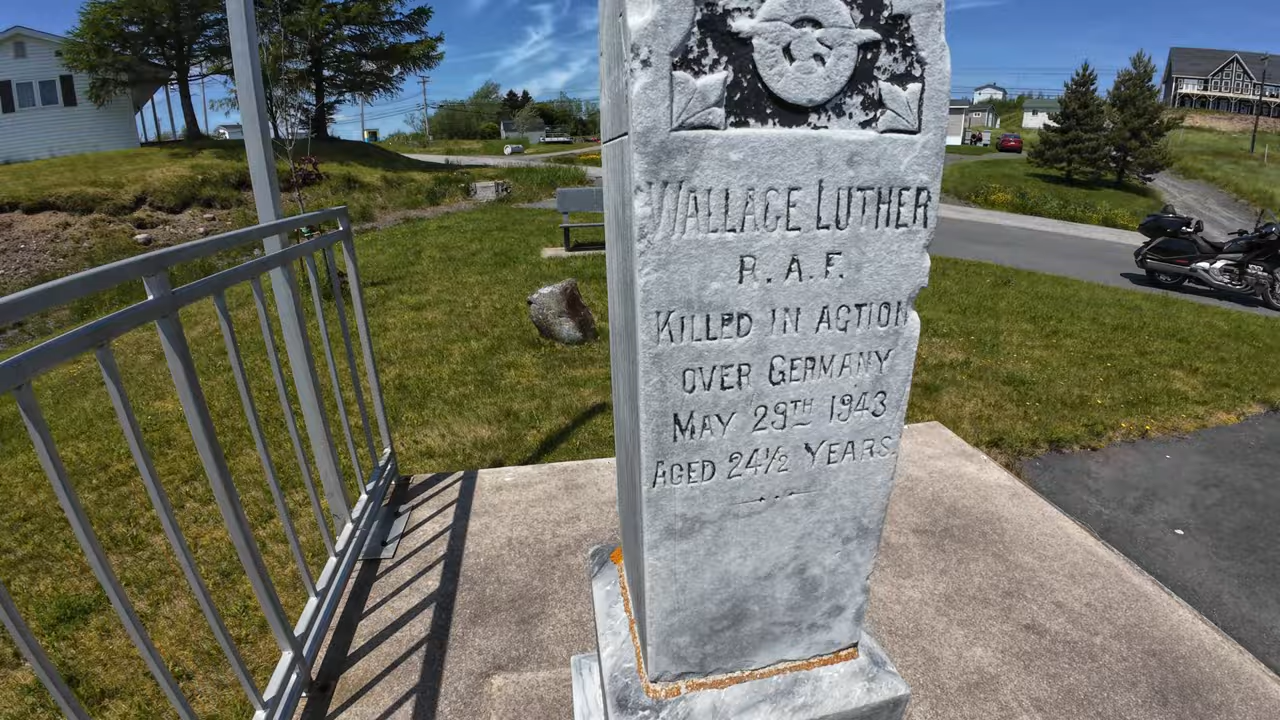 WALLACE LUTHER
R.A.F.
KILLED IN ACTION
OVER GERMANY
MAY 29TH 1943
AGED 24½ YEARS.